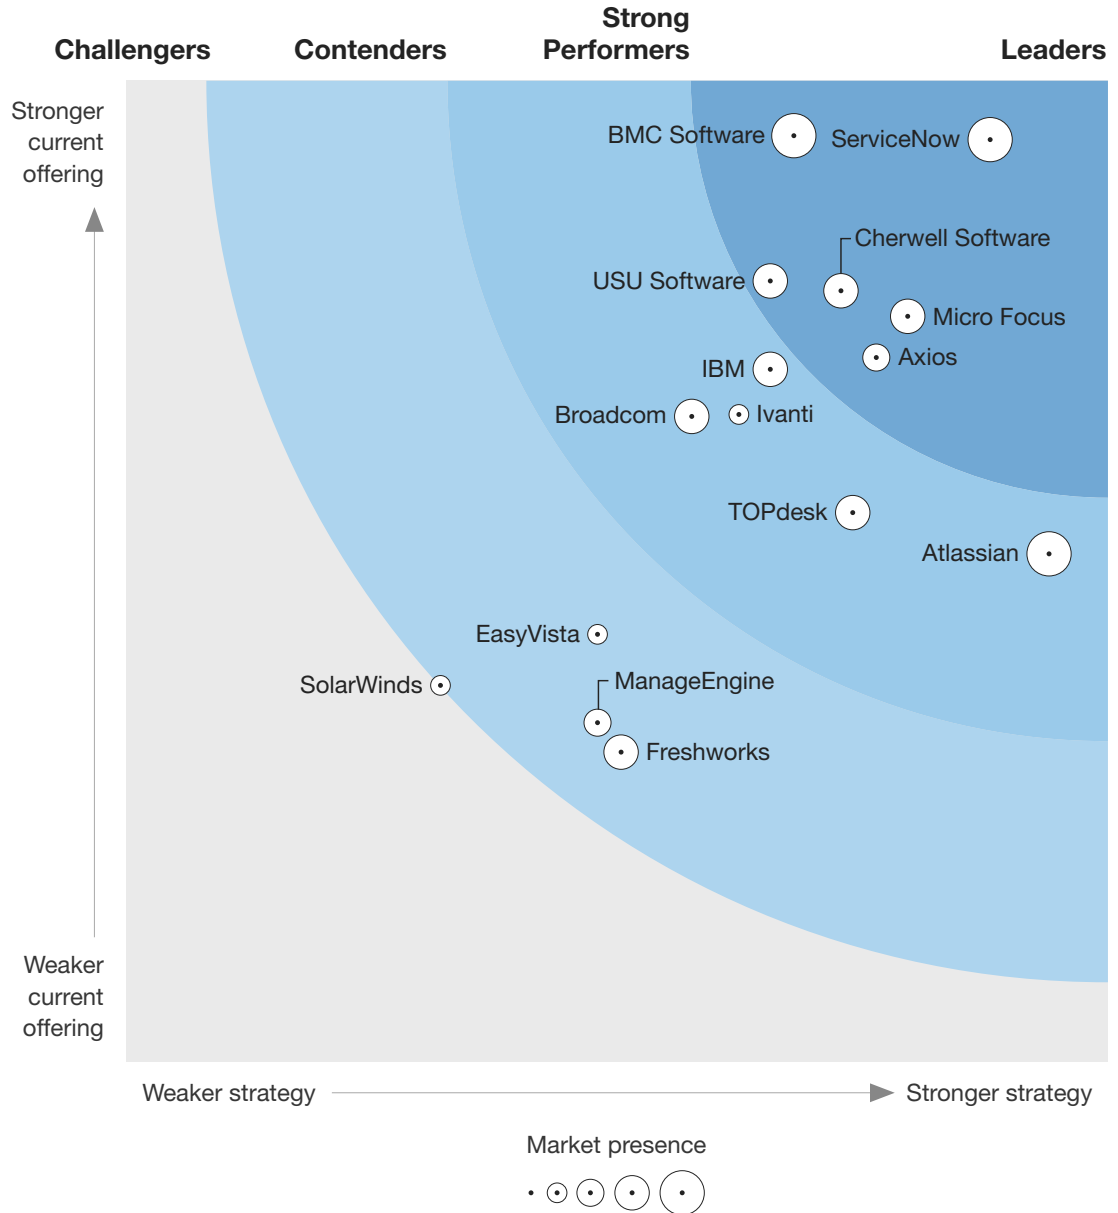 Challengers
Contenders
Strong
Performers
Leaders
Stronger
current
offering
BMC Software
ServiceNow
Cherwell Software
USU Software
Micro Focus
Axios
IBM
Broadcom
Ivanti
TOPdesk
Atlassian
EasyVista
ManageEngine
SolarWinds
Freshworks
Weaker
current
offering
Weaker strategy
Stronger strategy
Market presence